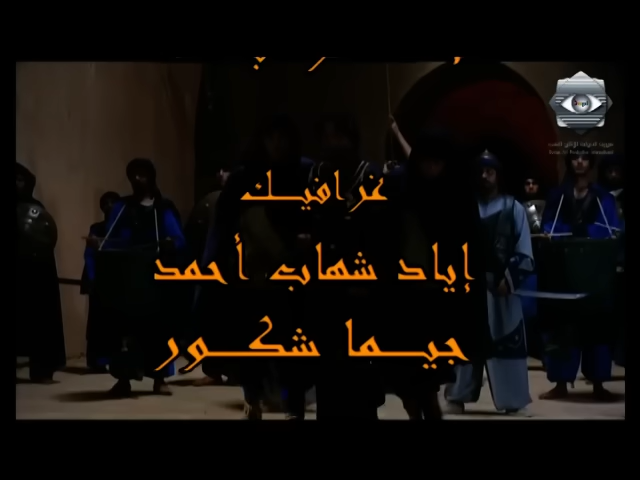 غرافيك
إياد شهاب أحمد
جيما شكور